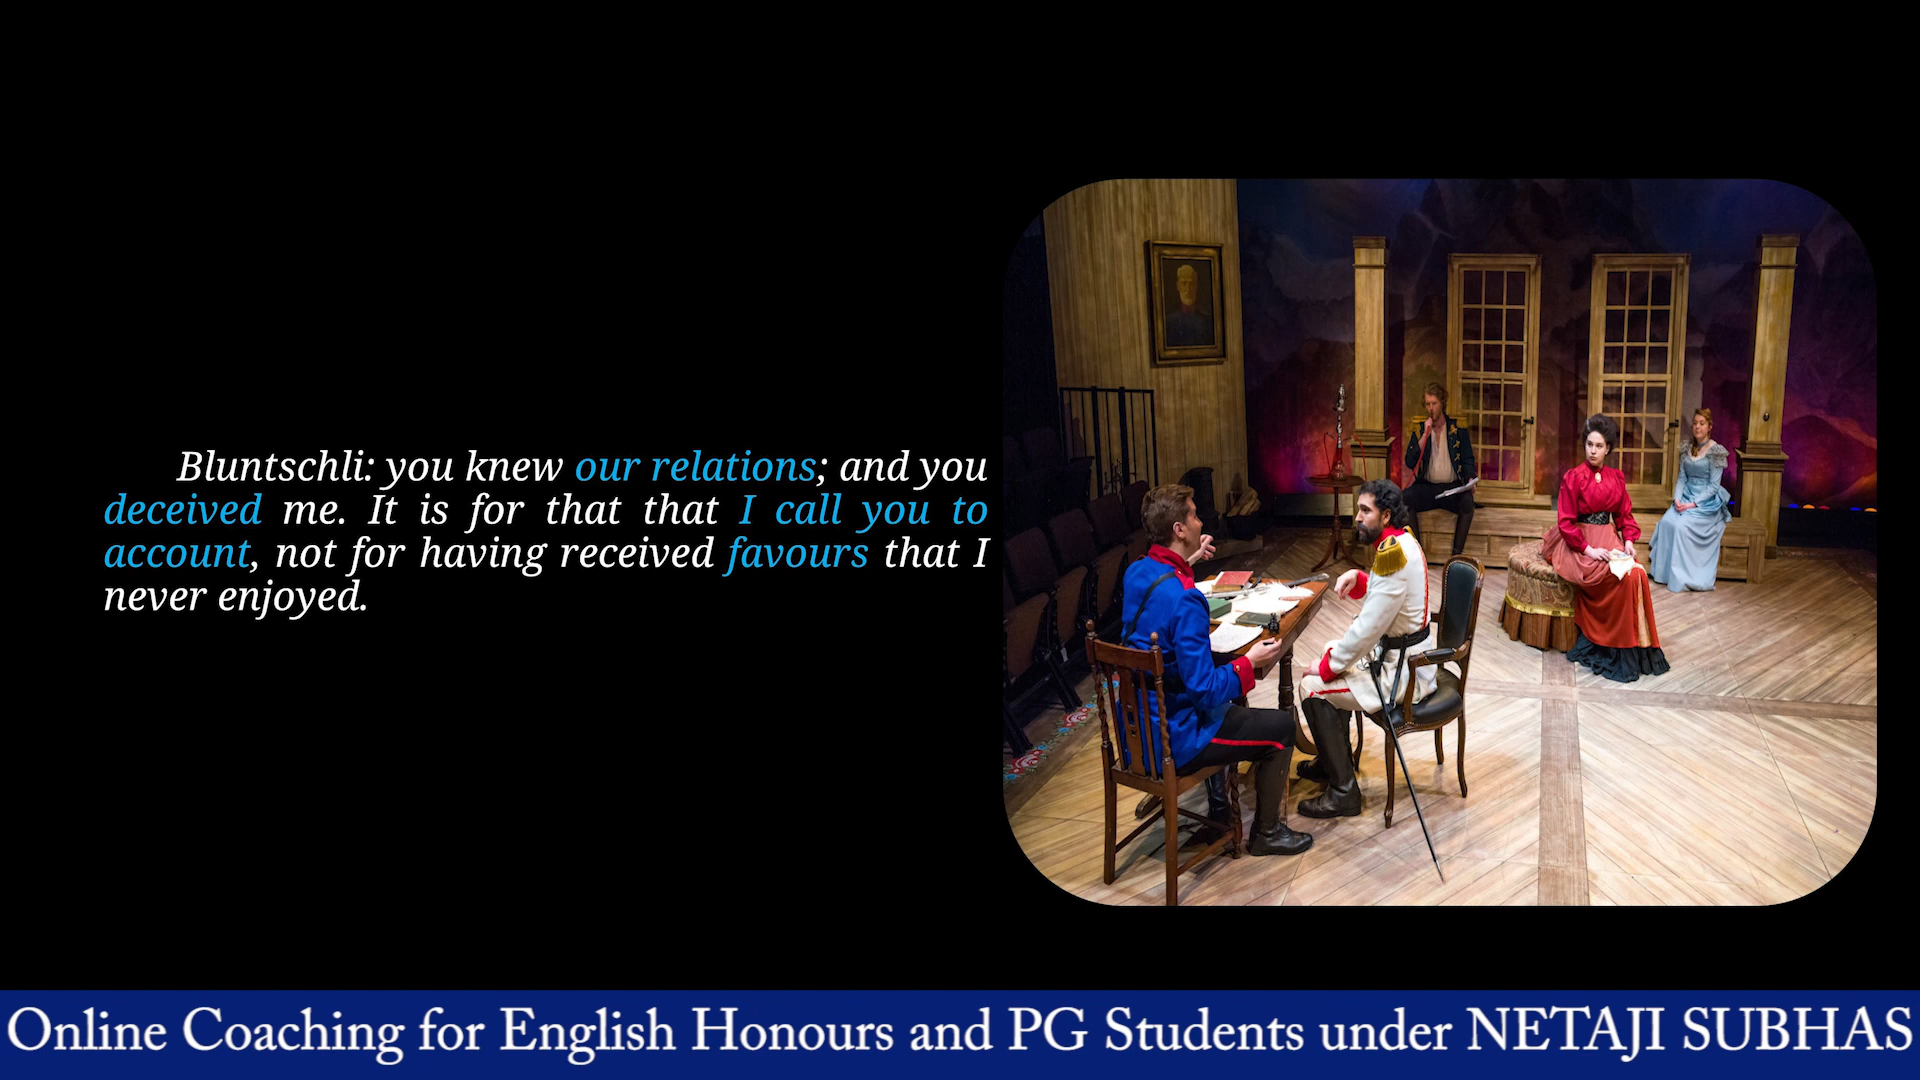 Bluntschli: you knew our relations; and you
deceived me. It is for that that I call you to
account, not for having received favours that I
never enjoyed.
Online Coaching for English Honours and PG Students under NETAJI SUBHAS